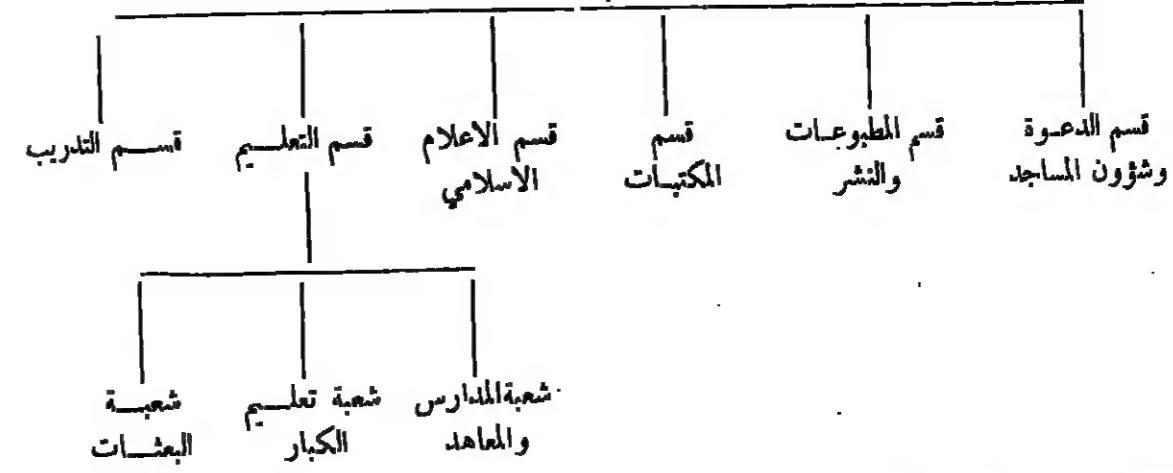 قسم الدعوة
وشؤون المساجد
قسم المطبوعات
والنشر
قسم
المكتبات
قسم الاعلام
الاسلامي
قسم التعليم
قسم التدريب
شعبة المدارس
والمعاهد
شعبة تعليم
الكبار
شعبة
البعثات